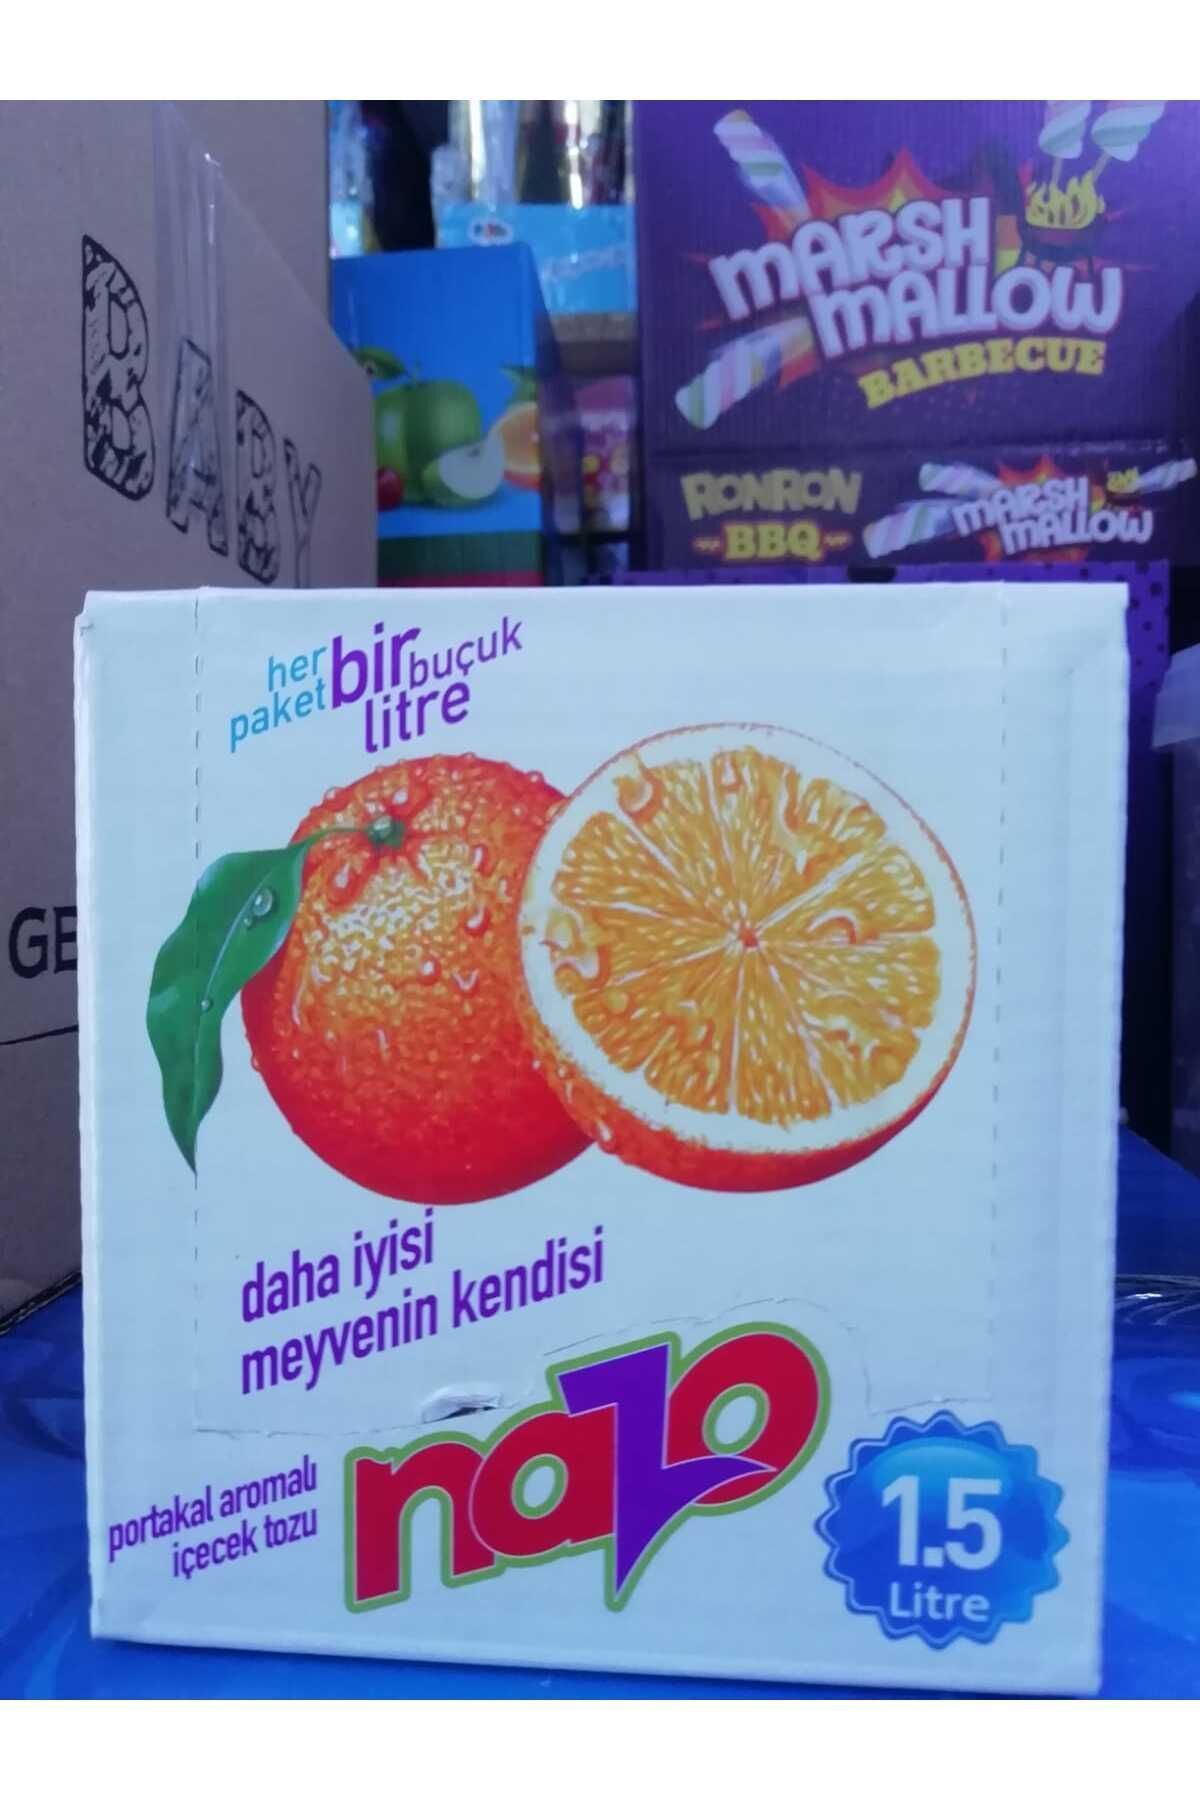 BABY
MARSH
MALLOW
BARBECUE
RONRON
BBQ
MARSH
MALLOW
GE
her
paket bir buçuk
litre
daha iyisi
meyvenin kendisi
portakal aromalı
içecek tozu
nazo
1.5
Litre